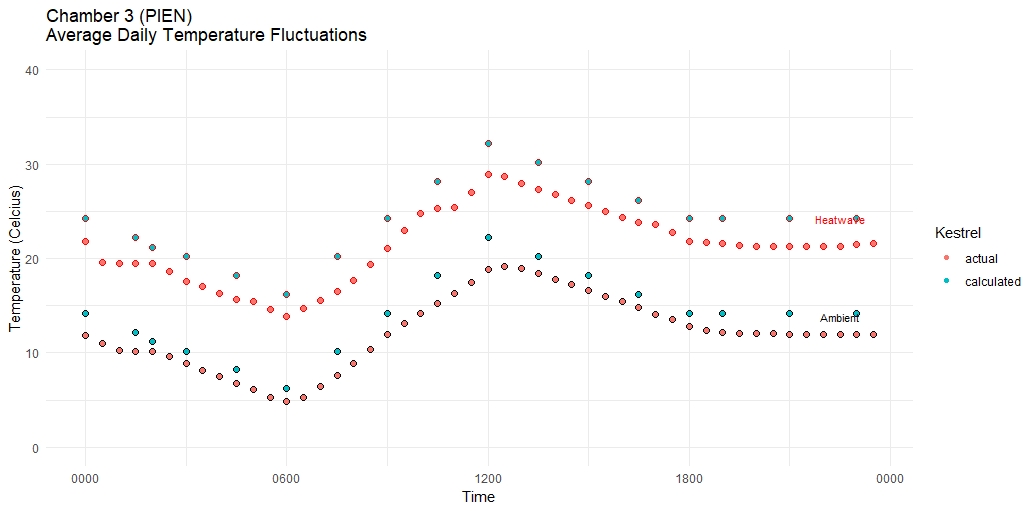 Chamber 3 (PIEN)
Average Daily Temperature Fluctuations
Temperature (Celcius)
40
30
20
10
0
Heatwave
Ambient
0000 0600 1200 1800 0000
Time
Kestrel
actual
calculated